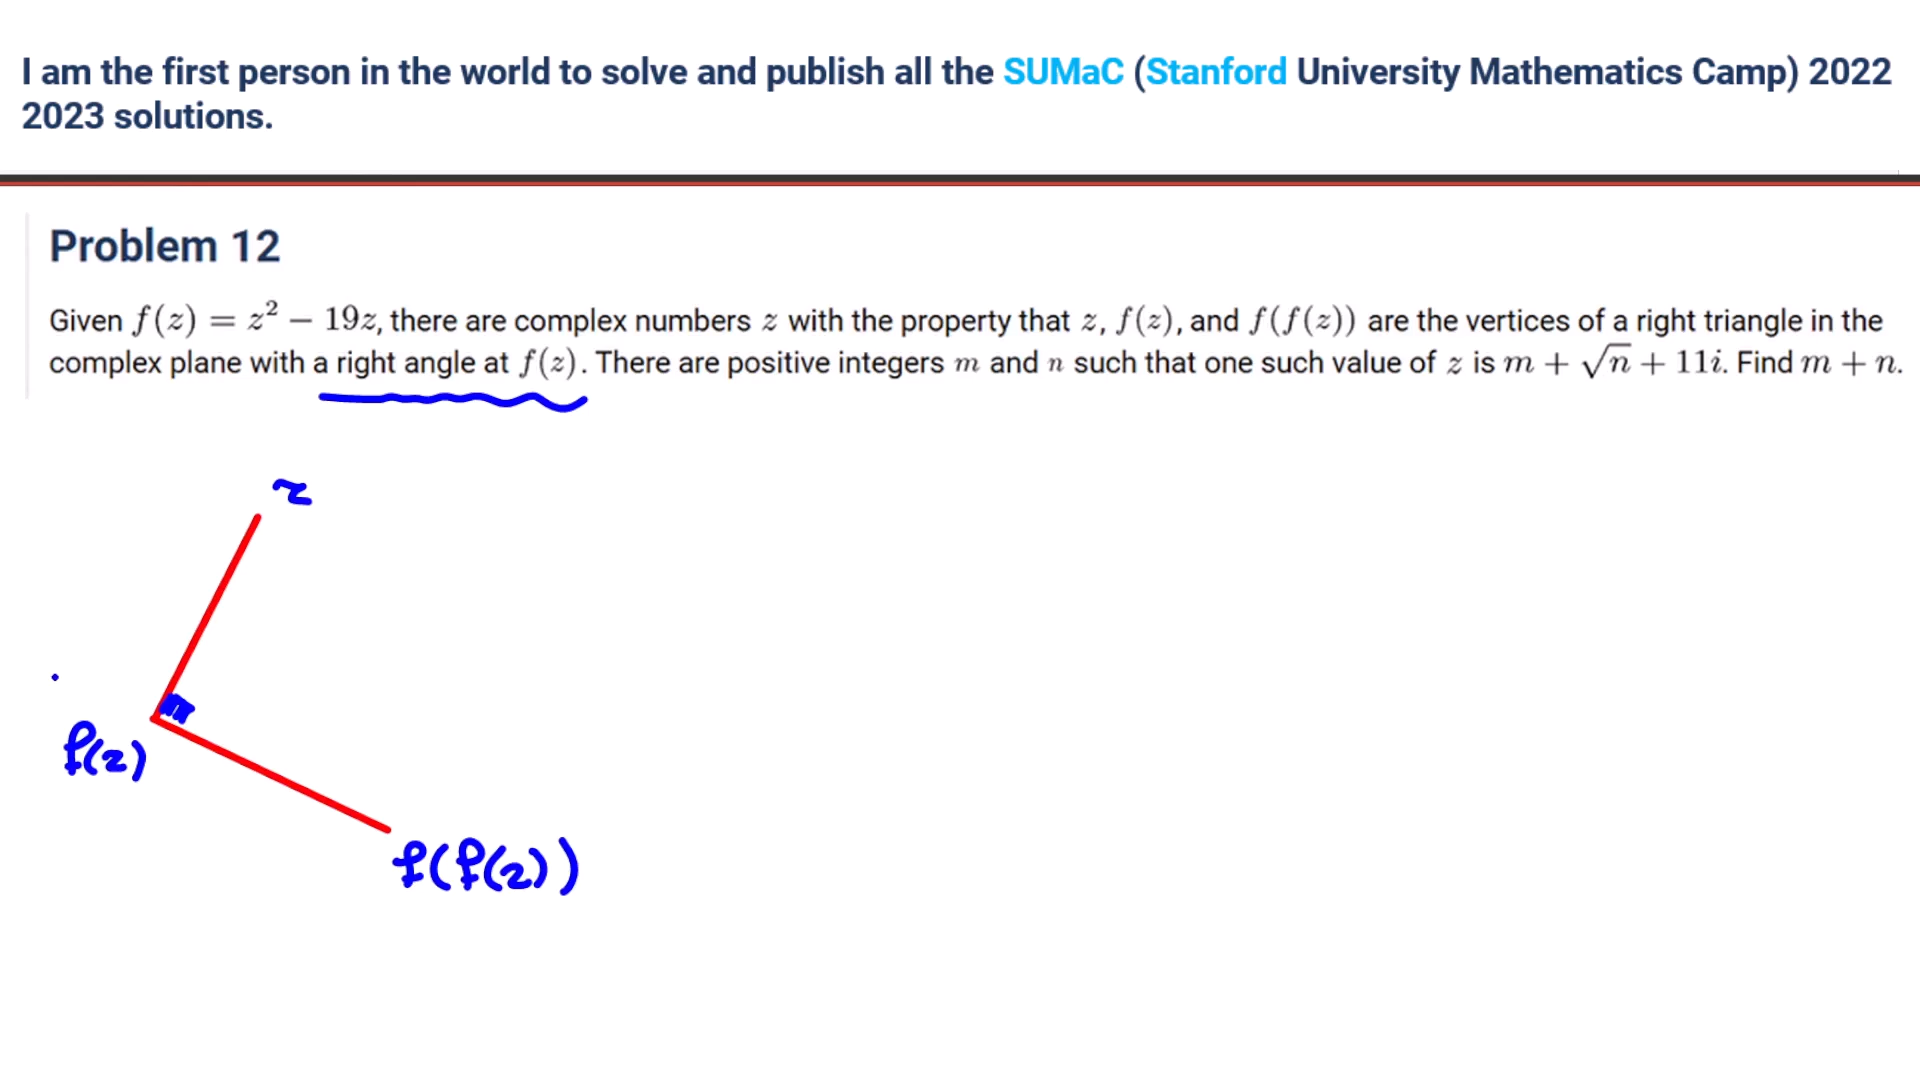 I am the first person in the world to solve and publish all the SUMaC (Stanford University Mathematics Camp) 2022
2023 solutions.
Problem 12
Given f(z) = z² − 19z, there are complex numbers z with the property that z, f(z), and f(f(z)) are the vertices of a right triangle in the
complex plane with a right angle at f(z). There are positive integers m and n such that one such value of z is m + √n + 11i. Find m + n.
z
f(z)
f(f(z))